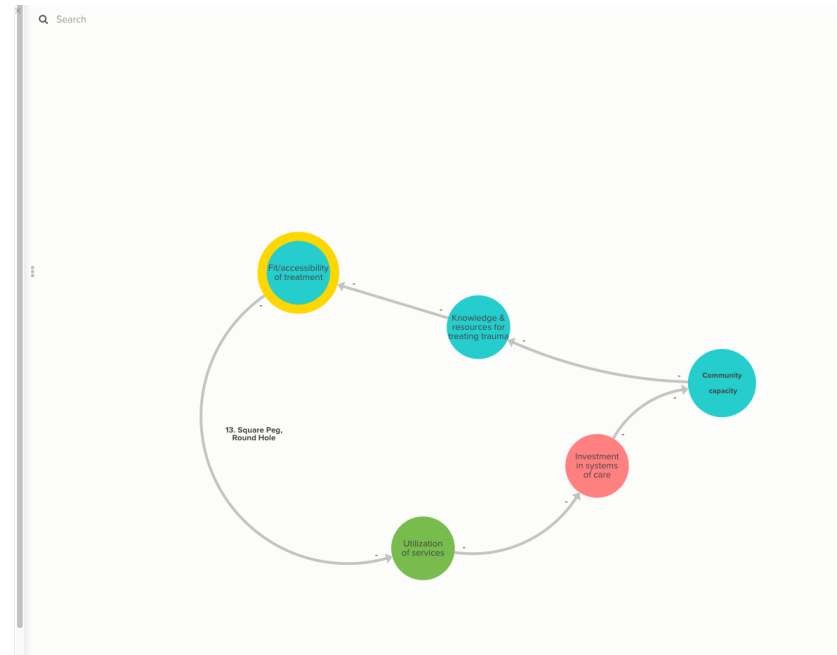 Search
Fit/accessibility
of treatment
-
-
-
Knowledge &
resources for
treating trauma
-
Community
capacity
-
-
13. Square Peg,
Round Hole
-
Investment
in systems
of care
-
Utilization
of services
-
-